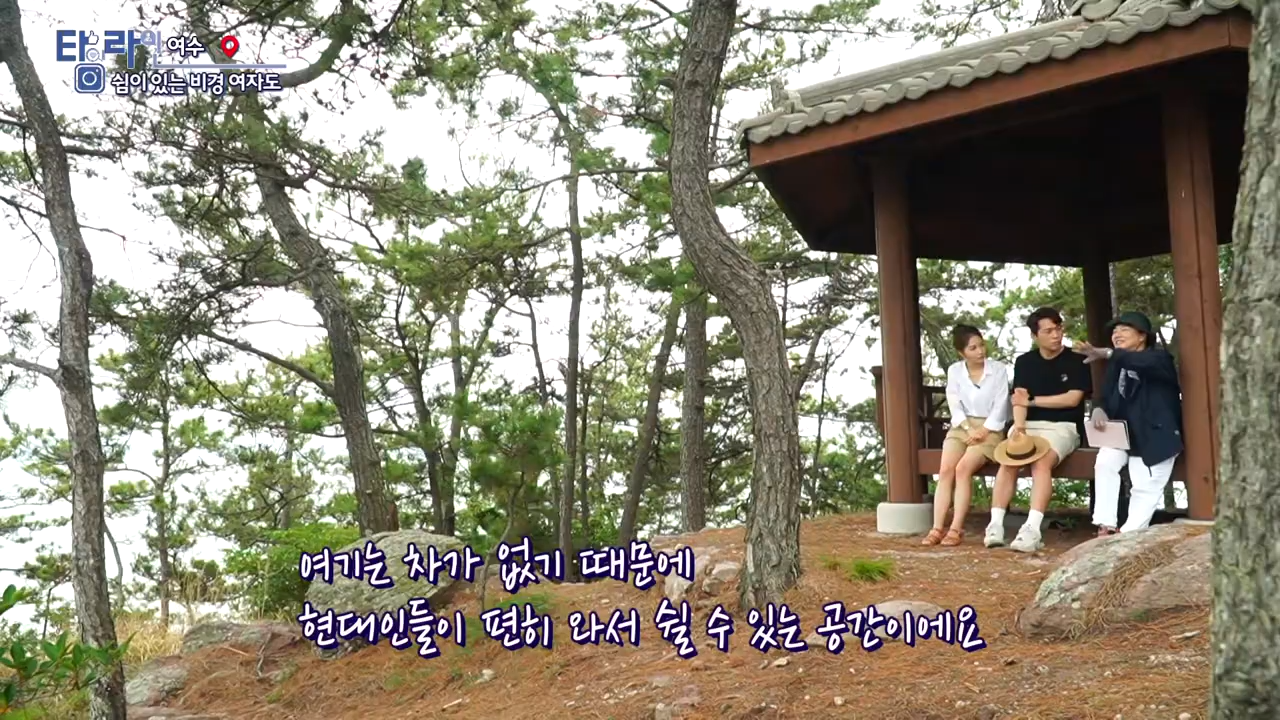 타라인 여수
쉼이 있는 비경 여자도
여기는 차가 없기 때문에
현대인들이 편히 와서 쉴 수 있는 공간이에요